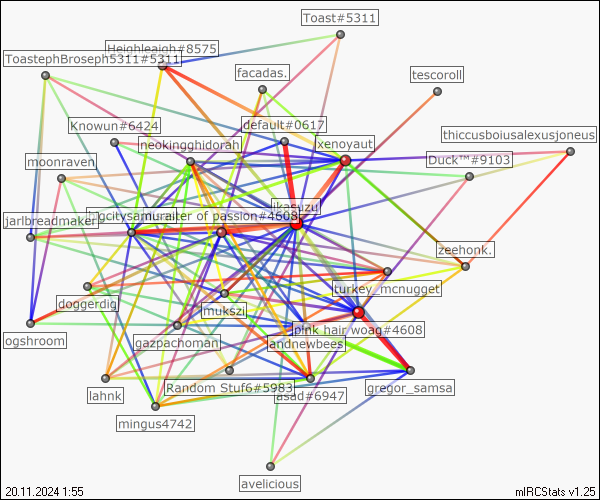 Toast#5311
Heighleaigh#8575
ToastephBroseph5311#5311
facadas.
tescoroll
Knowun#6424
default#0617
thiccusboiusalexusjoneus
neokingghidorah
xenoyaut
moonraven
Duck™#9103
ikasuzu
jarlbreadmaker
of passion#4608
zeehonk.
turkey_mcnugget
doggerdig
mukszi
ogshroom
pink hair woag#4608
gazpachoman
andnewbees
Random Stuf6#5983
gregor_samsa
lahnk
asad#6947
mingus4742
avelicious
20.11.2024 1:55
mIRCStats v1.25